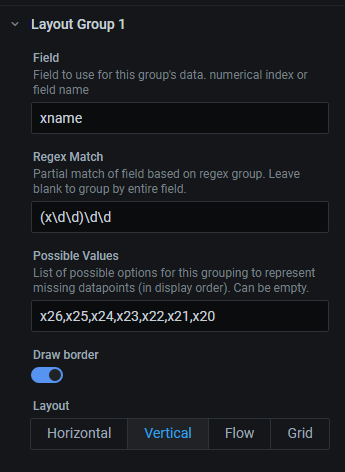 Layout Group 1
Field
Field to use for this group's data. numerical index or
field name
xname
Regex Match
Partial match of field based on regex group. Leave
blank to group by entire field.
(x\d\d)\d\d
Possible Values
List of possible options for this grouping to represent
missing datapoints (in display order). Can be empty.
x26,x25,x24,x23,x22,x21,x20
Draw border
Layout
Horizontal Vertical Flow Grid